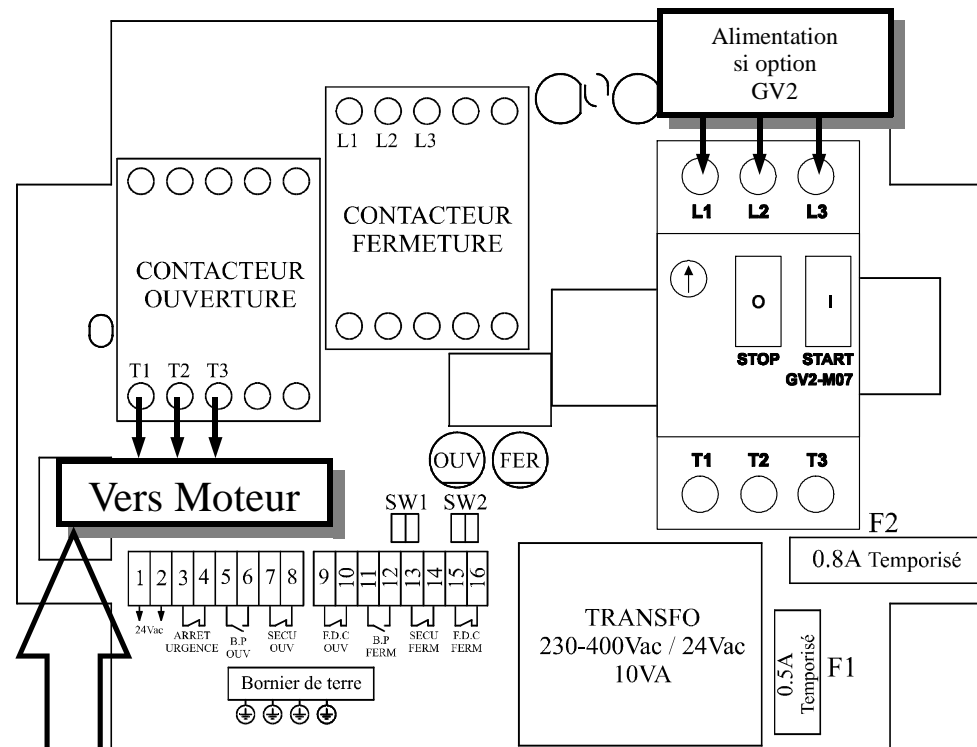 Alimentation
si option
GV2
L1 L2 L3
L1 L2 L3
CONTACTEUR
FERMETURE
CONTACTEUR
OUVERTURE
O I
STOP START
GV2-M07
T1 T2 T3
OUV FER
T1 T2 T3
Vers Moteur
SW1 SW2
F2
0.8A Temporisé
1 2 3 4 5 6 7 8 9 10 11 12 13 14 15 16
24Vac
ARRET
URGENCE
B.P
OUV
SECU
OUV
F.D.C
OUV
B.P
FERM
SECU
FERM
F.D.C
FERM
TRANSFO
230-400Vac / 24Vac
10VA
0.5A
Temporisé
F1
Bornier de terre